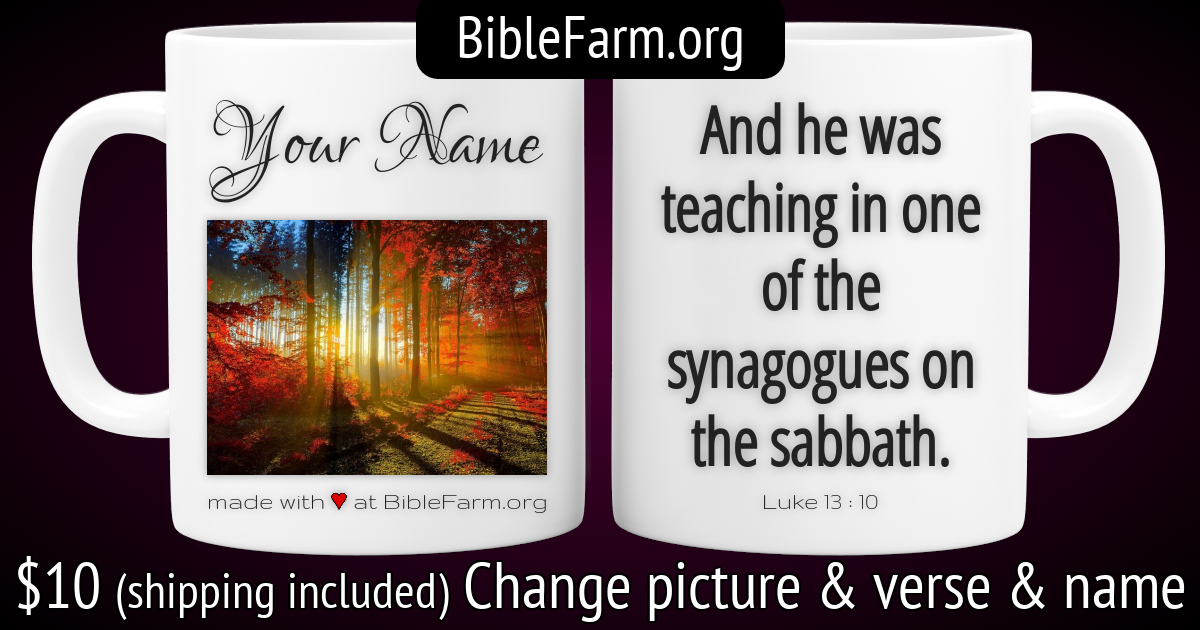 BibleFarm.org
Your Name
made with ♥ at BibleFarm.org
And he was
teaching in one
of the
synagogues on
the sabbath.
Luke 13 : 10
$10 (shipping included) Change picture & verse & name